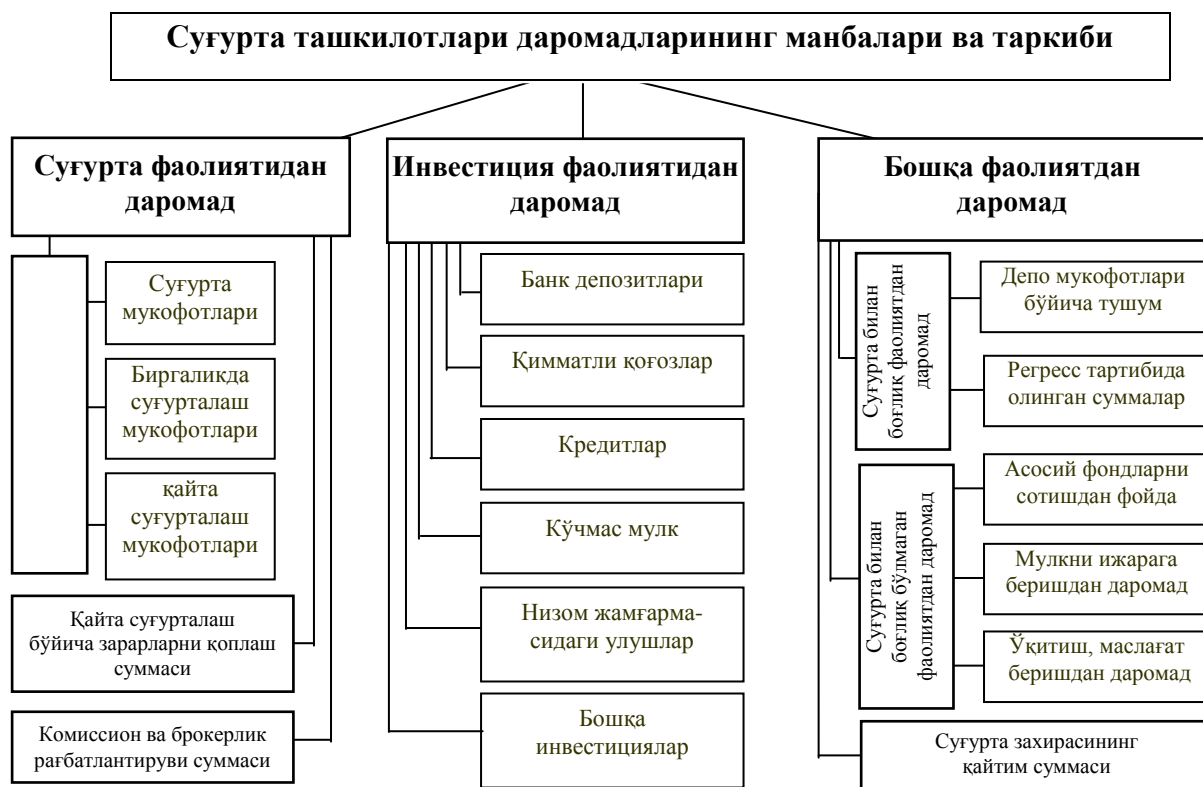 Суғурта ташкилотлари даромадларининг манбалари ва таркиби
Суғурта фаолиятидан
даромад
Суғурта
мукофотлари
Биргаликда
суғурталаш
мукофотлари
қайта
суғурталаш
мукофотлари
Қайта суғурталаш
бўйича зарарларни қоплаш
суммаси
Комиссион ва брокерлик
рағбатлантируви суммаси
Инвестиция фаолиятидан
даромад
Банк депозитлари
Қимматли қоғозлар
Кредитлар
Кўчмас мулк
Низом жамғарма-
сидаги улушлар
Бошқа
инвестициялар
Бошқа фаолиятдан
даромад
Суғурта билан
боғлиқ фаолиятдан
даромад
Депо мукофотлари
бўйича тушум
Регресс тартибида
олинган суммалар
Суғурта билан
боғлиқ бўлмаган
фаолиятдан даромад
Асосий фондларни
сотишдан фойда
Мулкни ижарага
беришдан даромад
Ўқитиш, маслағат
беришдан даромад
Суғурта захирасининг
қайтим суммаси